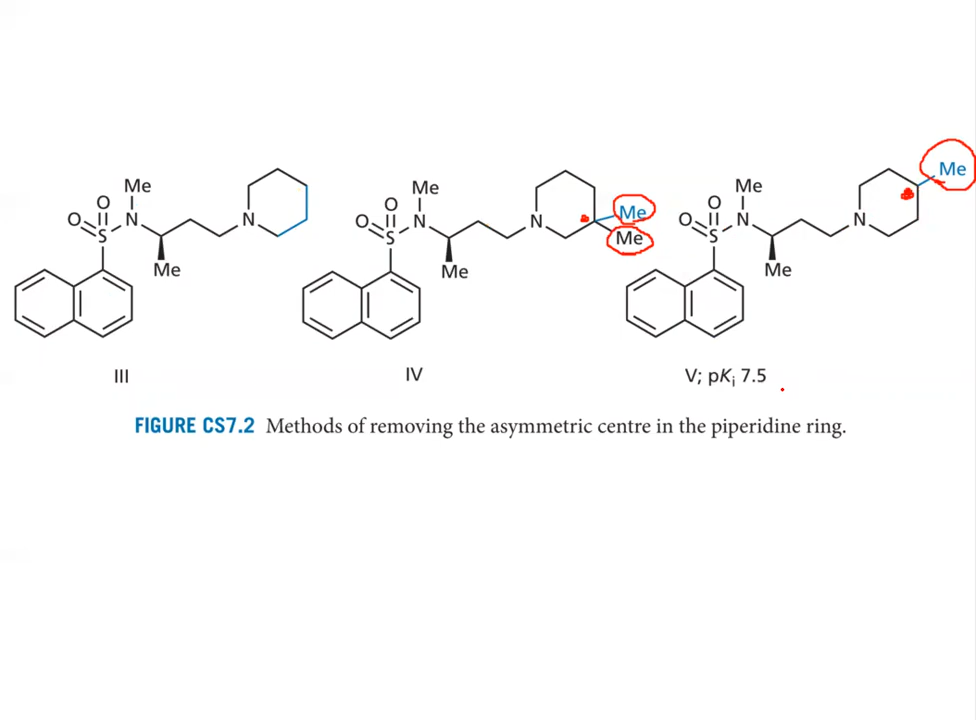 Me
O
O
S
N
Me
N
III
Me
O
O
S
N
Me
N
Me
Me
IV
Me
O
O
S
N
Me
N
Me
V; pKi 7.5
FIGURE CS7.2 Methods of removing the asymmetric centre in the piperidine ring.